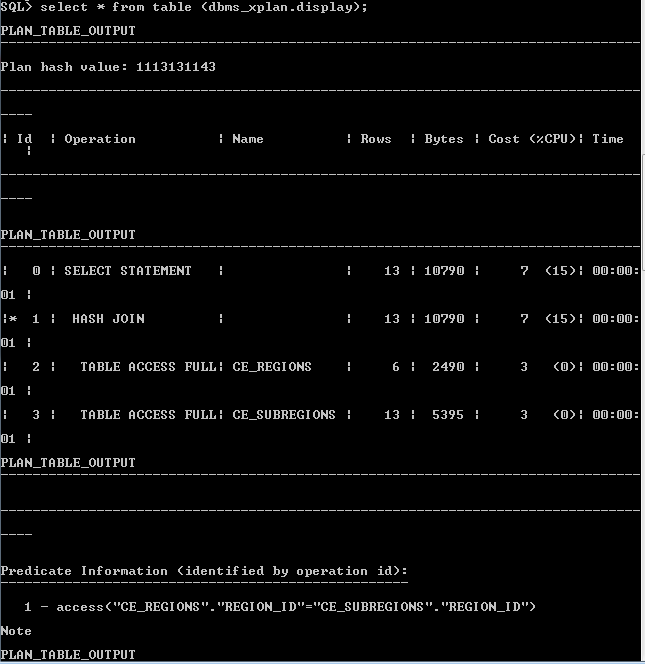 SQL> select * from table (dbms_xplan.display);
PLAN_TABLE_OUTPUT
--------------------------------------------------------------------------------
Plan hash value: 1113131143
--------------------------------------------------------------------------------
----
¦ Id  ¦ Operation          ¦ Name          ¦ Rows  ¦ Bytes ¦ Cost (%CPU)¦ Time
   ¦
--------------------------------------------------------------------------------
----
PLAN_TABLE_OUTPUT
--------------------------------------------------------------------------------
¦   0 ¦ SELECT STATEMENT   ¦               ¦    13 ¦ 10790 ¦     7  (15)¦ 00:00:
01 ¦
¦*  1 ¦  HASH JOIN         ¦               ¦    13 ¦ 10790 ¦     7  (15)¦ 00:00:
01 ¦
¦   2 ¦   TABLE ACCESS FULL¦ CE_REGIONS    ¦     6 ¦  2490 ¦     3   (0)¦ 00:00:
01 ¦
¦   3 ¦   TABLE ACCESS FULL¦ CE_SUBREGIONS ¦    13 ¦  5395 ¦     3   (0)¦ 00:00:
01 ¦
PLAN_TABLE_OUTPUT
--------------------------------------------------------------------------------
--------------------------------------------------------------------------------
----
Predicate Information (identified by operation id):
---------------------------------------------------
   1 - access("CE_REGIONS"."REGION_ID"="CE_SUBREGIONS"."REGION_ID")
Note
PLAN_TABLE_OUTPUT